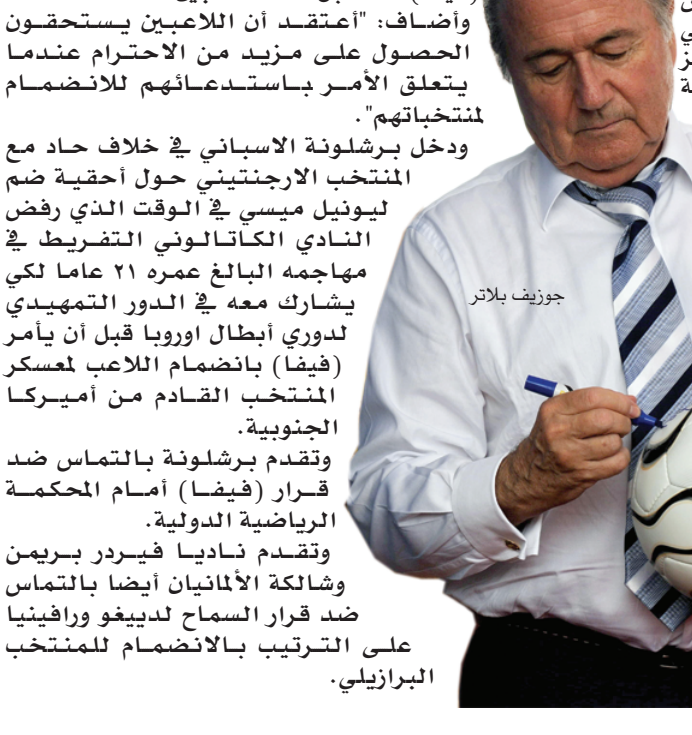 وأضاف: "أعتقد أن اللاعبين يستحقون
الحصول على مزيد من الاحترام عندما
يتعلق الأمر باستدعائهم للانضمام
لمنتخباتهم".
ودخل برشلونة الاسباني في خلاف حاد مع
المنتخب الارجنتيني حول أحقية ضم
ليونيل ميسي في الوقت الذي رفض
النادي الكاتالوني التفريط في
مهاجمه البالغ عمره ٢١ عاما لكي
يشارك معه في الدور التمهيدي
لدوري أبطال اوروبا قبل أن يأمر
(فيفا) بانضمام اللاعب لمعسكر
المنتخب القادم من أميركا
الجنوبية.
وتقدم برشلونة بالتماس ضد
قرار (فيفا) أمام المحكمة
الرياضية الدولية.
وتقدم ناديا فيردر بريمن
وشالكة الألمانيان أيضا بالتماس
ضد قرار السماح لدييغو ورافينيا
على الترتيب بالانضمام للمنتخب
البرازيلي.
جوزيف بلاتر